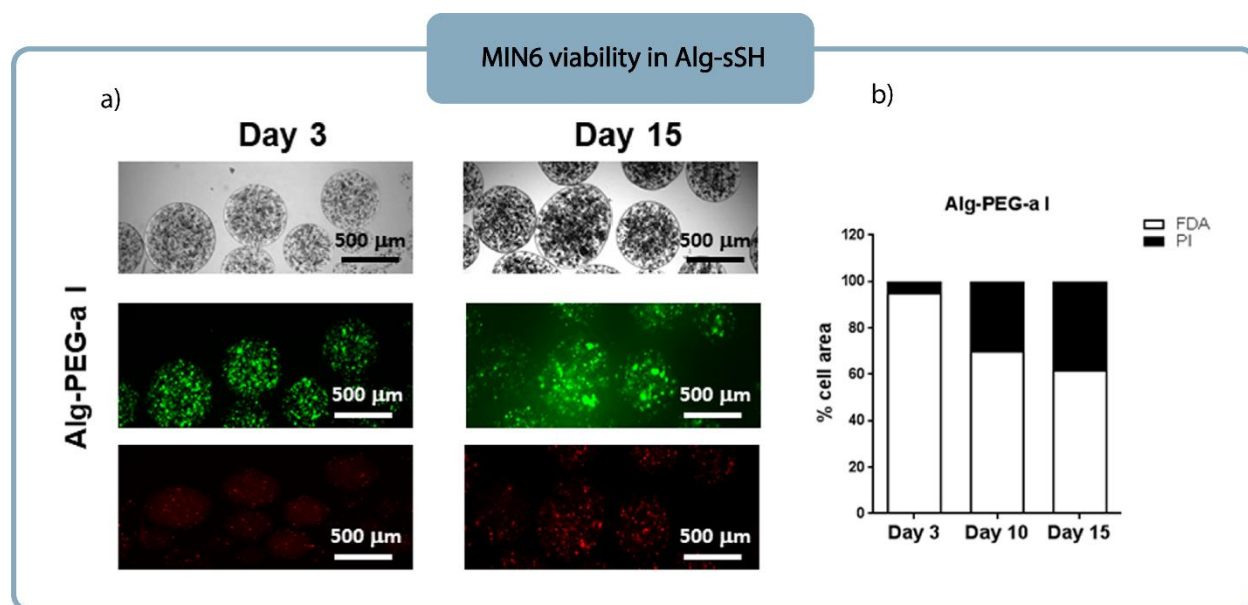 MIN6 viability in Alg-sSH
a)
Day 3
Day 15
Alg-PEG-a I
500 µm
500 µm
500 µm
500 µm
500 µm
500 µm
b)
Alg-PEG-a I
FDA
PI
% cell area
120
100
80
60
40
20
0
Day 3 Day 10 Day 15